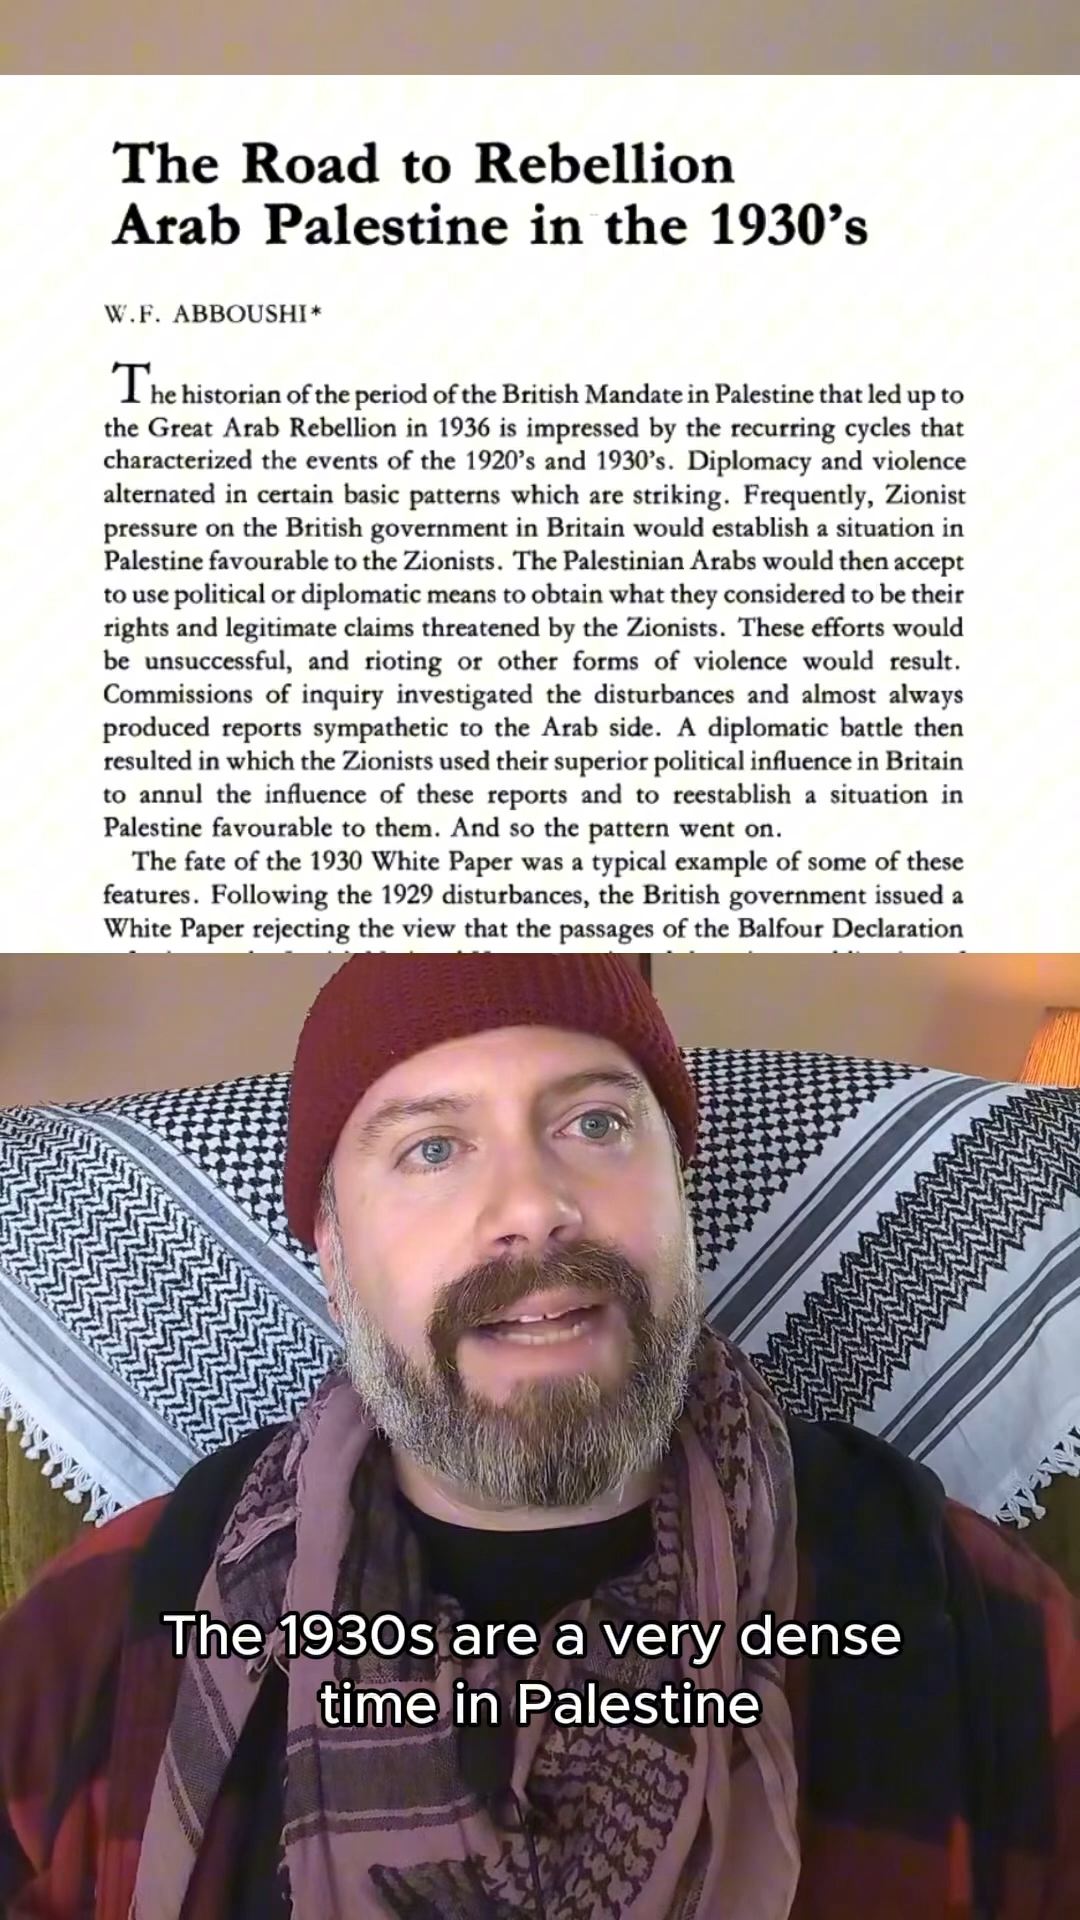 The Road to Rebellion
Arab Palestine in the 1930's
W.F. ABBOUSHI*
The historian of the period of the British Mandate in Palestine that led up to
the Great Arab Rebellion in 1936 is impressed by the recurring cycles that
characterized the events of the 1920's and 1930's. Diplomacy and violence
alternated in certain basic patterns which are striking. Frequently, Zionist
pressure on the British government in Britain would establish a situation in
Palestine favourable to the Zionists. The Palestinian Arabs would then accept
to use political or diplomatic means to obtain what they considered to be their
rights and legitimate claims threatened by the Zionists. These efforts would
be unsuccessful, and rioting or other forms of violence would result.
Commissions of inquiry investigated the disturbances and almost always
produced reports sympathetic to the Arab side. A diplomatic battle then
resulted in which the Zionists used their superior political influence in Britain
to annul the influence of these reports and to reestablish a situation in
Palestine favourable to them. And so the pattern went on.
The fate of the 1930 White Paper was a typical example of some of these
features. Following the 1929 disturbances, the British government issued a
White Paper rejecting the view that the passages of the Balfour Declaration
The 1930s are a very dense
time in Palestine